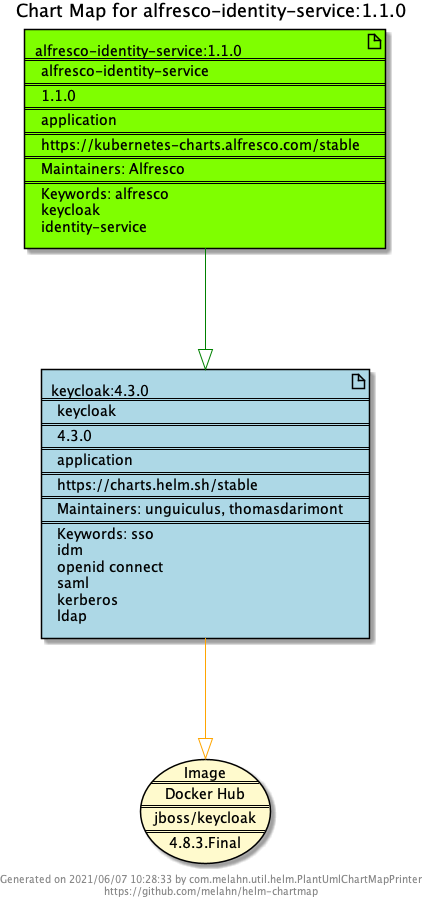 Chart Map for alfresco-identity-service:1.1.0
alfresco-identity-service:1.1.0
alfresco-identity-service
1.1.0
application
https://kubernetes-charts.alfresco.com/stable
Maintainers: Alfresco
Keywords: alfresco
keycloak
identity-service
keycloak:4.3.0
keycloak
4.3.0
application
https://charts.helm.sh/stable
Maintainers: unguiculus, thomasdarimont
Keywords: sso
idm
openid connect
saml
kerberos
ldap
Image
Docker Hub
jboss/keycloak
4.8.3.Final
Generated on 2021/06/07 10:28:33 by com.melahn.util.helm.PlantUmlChartMapPrinter
https://github.com/melahn/helm-chartmap